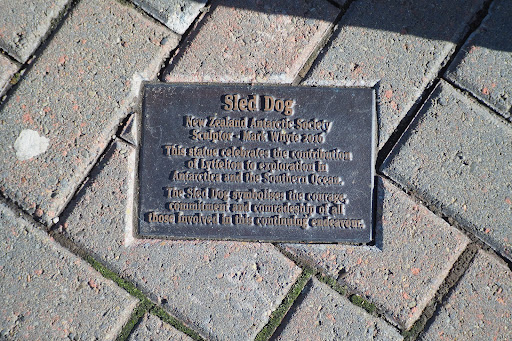 Sled Dog
New Zealand Antarctic Society
Sculptor - Mark Whyte 2010
This statue celebrates the contribution
of Lyttelton to exploration in
Antarctica and the Southern Ocean.
The Sled Dog symbolises the courage,
commitment and comradeship of all
those involved in this continuing endeavour.